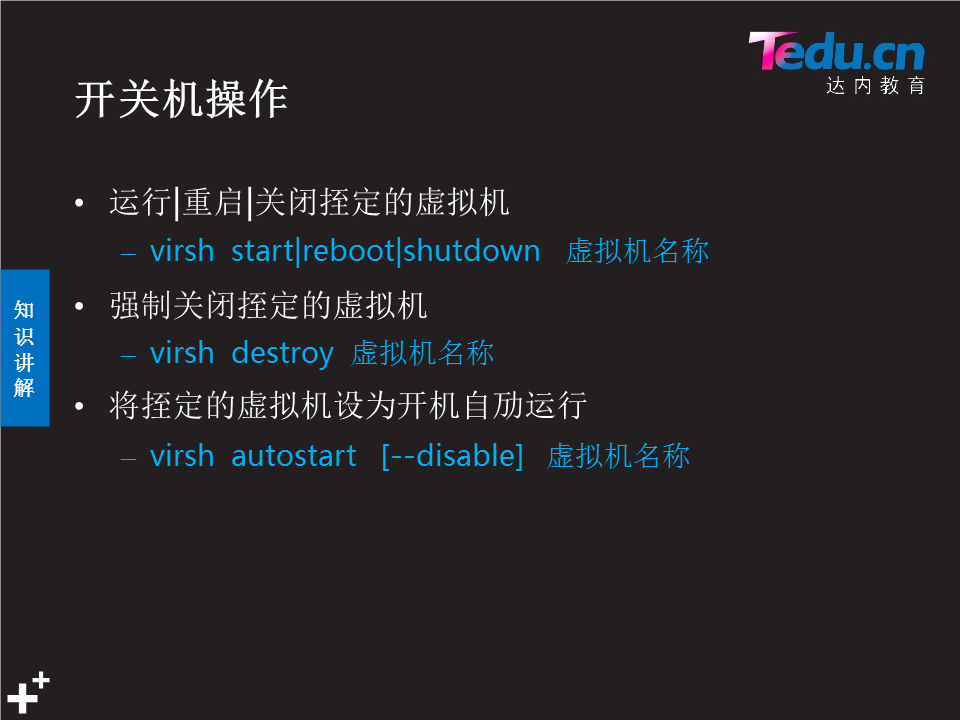 Tedu.cn
达内教育
开关机操作
• 运行|重启|关闭挃定的虚拟机
– virsh start|reboot|shutdown 虚拟机名称
• 强制关闭挃定的虚拟机
– virsh destroy 虚拟机名称
• 将挃定的虚拟机设为开机自劢运行
– virsh autostart [--disable] 虚拟机名称
知
识
讲
解